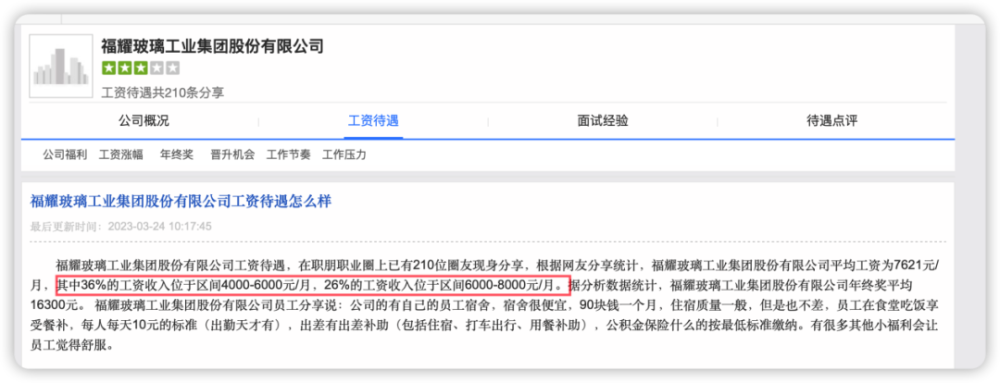 福耀玻璃工业集团股份有限公司
工资待遇共210条分享
公司概况 工资待遇 面试经验 待遇点评
公司福利 工资涨幅 年终奖 晋升机会 工作节奏 工作压力
福耀玻璃工业集团股份有限公司工资待遇怎么样
最后更新时间：2023-03-24 10:17:45
福耀玻璃工业集团股份有限公司工资待遇，在职朋职业圈上已有210位圈友现身分享，根据网友分享统计，福耀玻璃工业集团股份有限公司平均工资为7621元/
月，其中36%的工资收入位于区间4000-6000元/月，26%的工资收入位于区间6000-8000元/月。据分析数据统计，福耀玻璃工业集团股份有限公司年终奖平均
16300元。 福耀玻璃工业集团股份有限公司员工分享说：公司的有自己的员工宿舍，宿舍很便宜，90块钱一个月，住宿质量一般，但是也不差，员工在食堂吃饭享
受餐补，每人每天10元的标准（出勤天才有），出差有出差补助（包括住宿、打车出行、用餐补助），公积金保险什么的按最低标准缴纳。有很多其他小福利会让
员工觉得舒服。